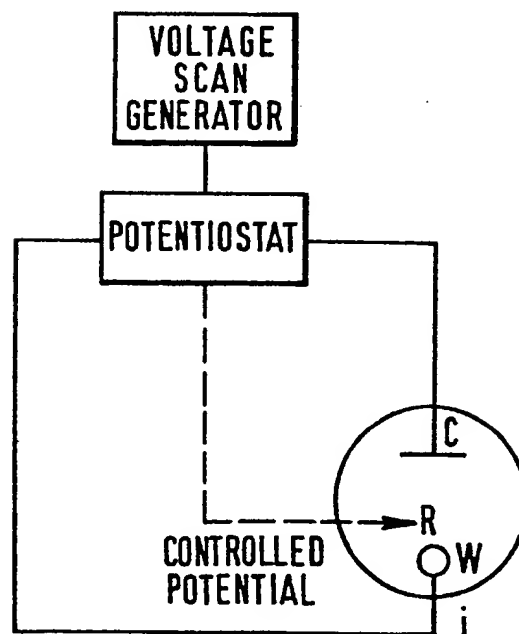 VOLTAGE
SCAN
GENERATOR
POTENTIOSTAT
C
R
W
CONTROLLED
POTENTIAL
i